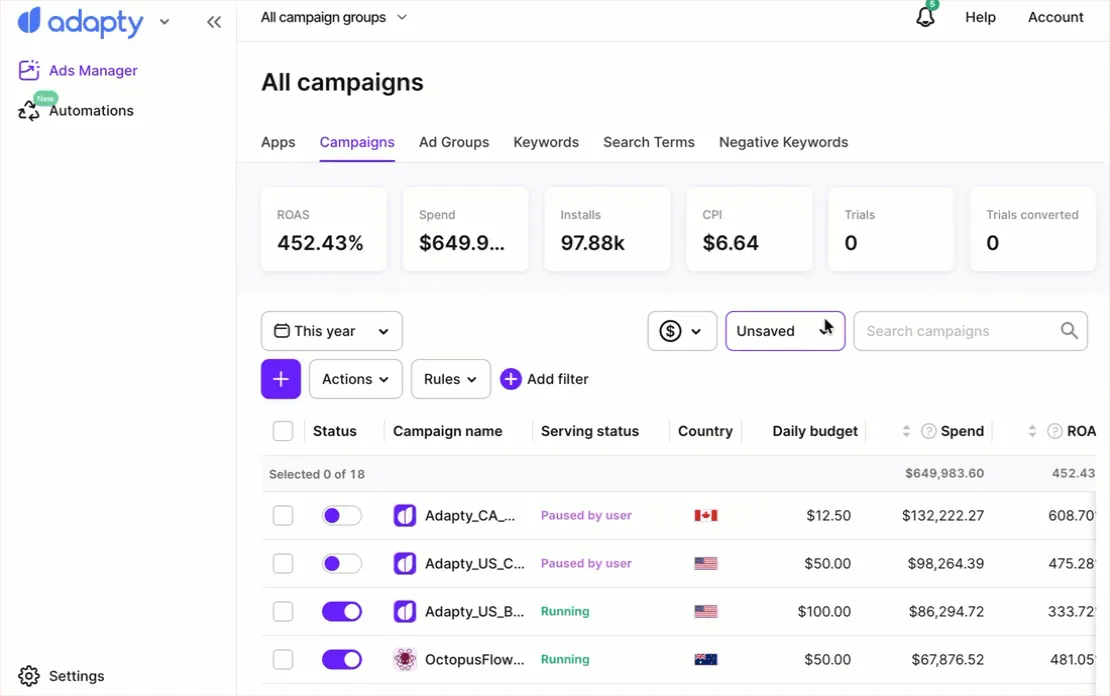 adapty
All campaign groups
5
Help
Account
Ads Manager
New
Automations
All campaigns
Apps
Campaigns
Ad Groups
Keywords
Search Terms
Negative Keywords
ROAS
452.43%
Spend
$649.9...
Installs
97.88k
CPI
$6.64
Trials
0
Trials converted
0
This year
$
Unsaved
Search campaigns
+
Actions
Rules
+ Add filter
Status
Campaign name
Serving status
Country
Daily budget
? Spend
? ROA
Selected 0 of 18
$649,983.60
452.43
Adapty_CA_... Paused by user $12.50 $132,222.27 608.70
Adapty_US_C... Paused by user $50.00 $98,264.39 475.28
Adapty_US_B... Running $100.00 $86,294.72 333.72
OctopusFlow... Running $50.00 $67,876.52 481.05
Settings